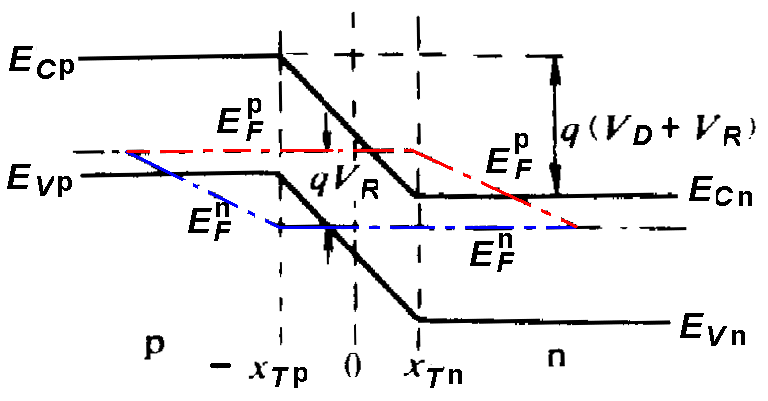 E_Cp
E_F^p
q(V_D + V_R)
E_F^p
E_Vp
qV_R
E_Cn
E_F^n
E_F^n
E_Vn
p
n
-x_Tp
0
x_Tn